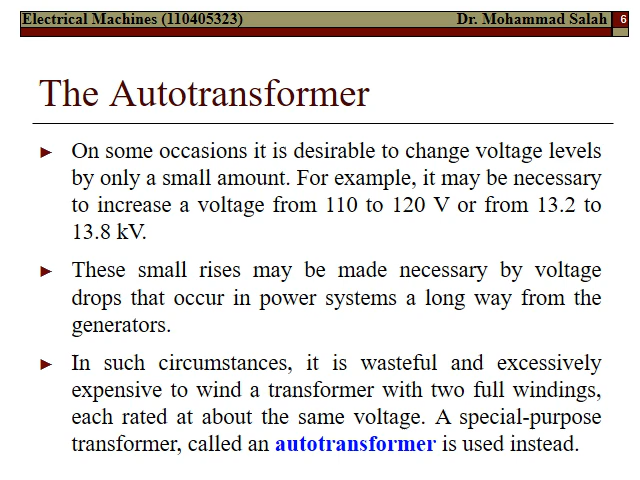 Electrical Machines (110405323) Dr. Mohammad Salah 6
The Autotransformer
► On some occasions it is desirable to change voltage levels
by only a small amount. For example, it may be necessary
to increase a voltage from 110 to 120 V or from 13.2 to
13.8 kV.
► These small rises may be made necessary by voltage
drops that occur in power systems a long way from the
generators.
► In such circumstances, it is wasteful and excessively
expensive to wind a transformer with two full windings,
each rated at about the same voltage. A special-purpose
transformer, called an autotransformer is used instead.